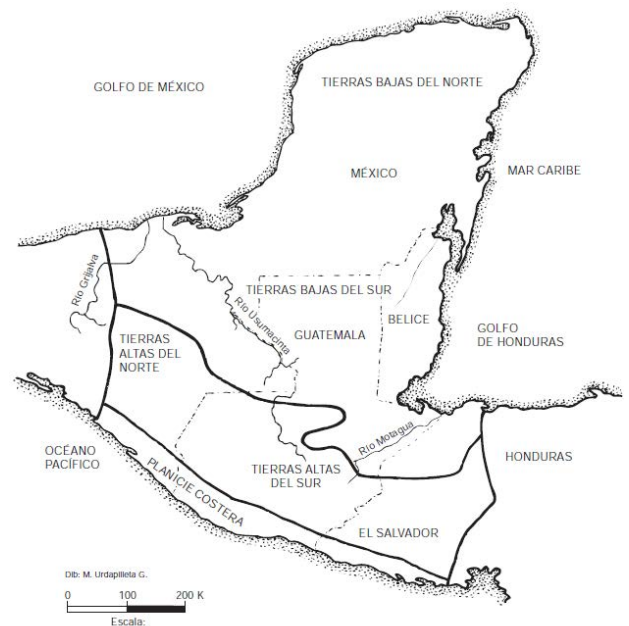 TIERRAS BAJAS DEL NORTE
GOLFO DE MÉXICO
MÉXICO
MAR CARIBE
Río Grijalva
TIERRAS BAJAS DEL SUR
Río Usumacinta
BELICE
GUATEMALA
GOLFO
DE HONDURAS
TIERRAS
ALTAS DEL
NORTE
OCÉANO
PACÍFICO
Río Motagua
HONDURAS
TIERRAS ALTAS
DEL SUR
PLANICIE COSTERA
EL SALVADOR
Dib: M. Urdapilleta G.
0 100 200 K
Escala: